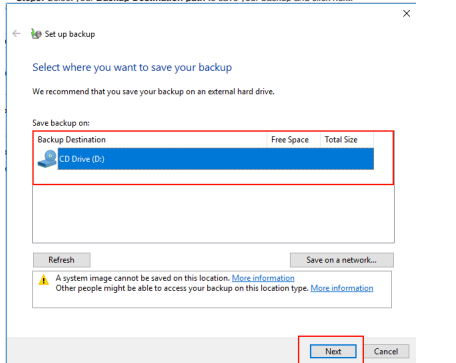 Set up backup
Select where you want to save your backup
We recommend that you save your backup on an external hard drive.
Save backup on:
Backup Destination Free Space Total Size
CD Drive (D:)
Refresh Save on a network...
A system image cannot be saved on this location. More information
Other people might be able to access your backup on this location type. More information
Next Cancel